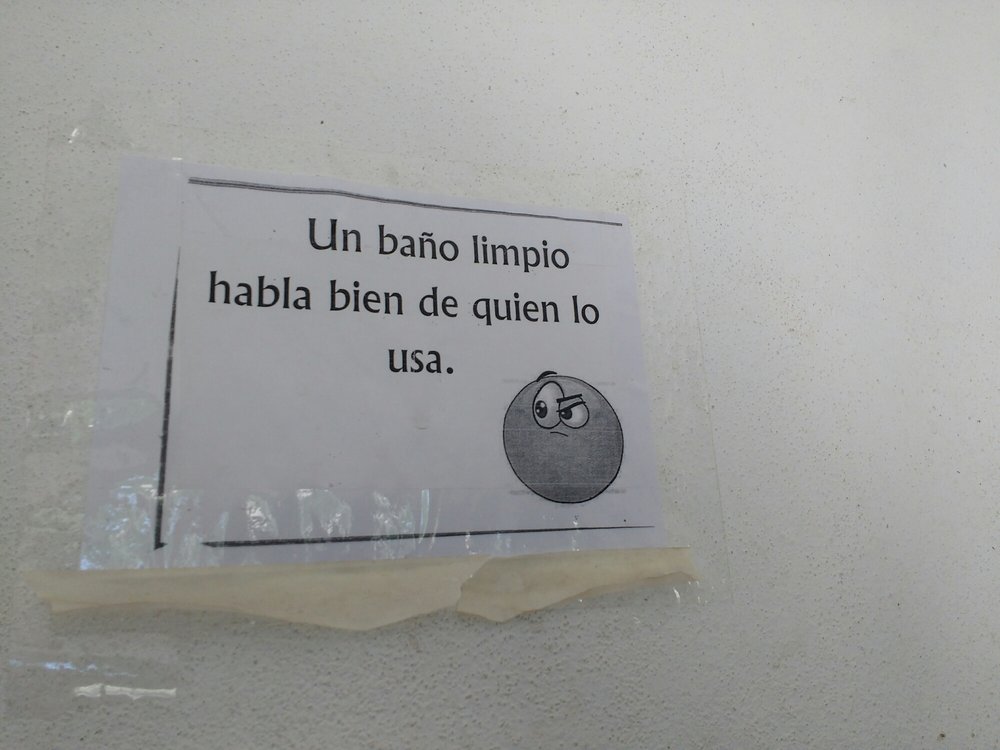 Un baño limpio
habla bien de quien lo
usa.